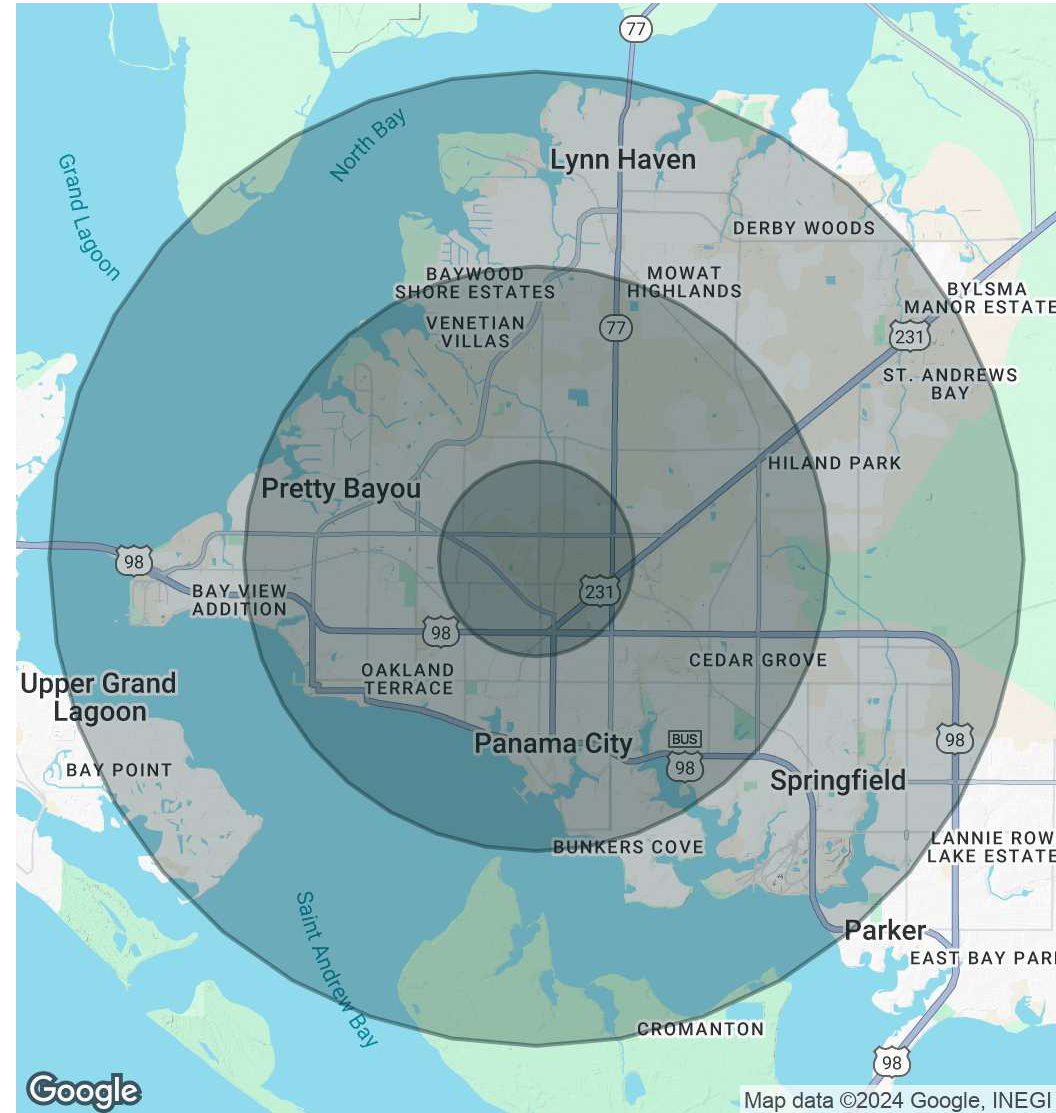 77
North Bay
Lynn Haven
Grand Lagoon
DERBY WOODS
BAYWOOD
SHORE ESTATES
MOWAT
HIGHLANDS
BYLSMA
MANOR ESTATE
VENETIAN
VILLAS
77
231
ST. ANDREWS
BAY
HILAND PARK
Pretty Bayou
98
BAY VIEW
ADDITION
231
98
OAKLAND
TERRACE
CEDAR GROVE
Upper Grand
Lagoon
Panama City
BUS
98
98
BAY POINT
Springfield
BUNKERS COVE
LANNIE ROW
LAKE ESTATE
Saint Andrew Bay
Parker
EAST BAY PAR
CROMANTON
98
Google
Map data ©2024 Google, INEGI